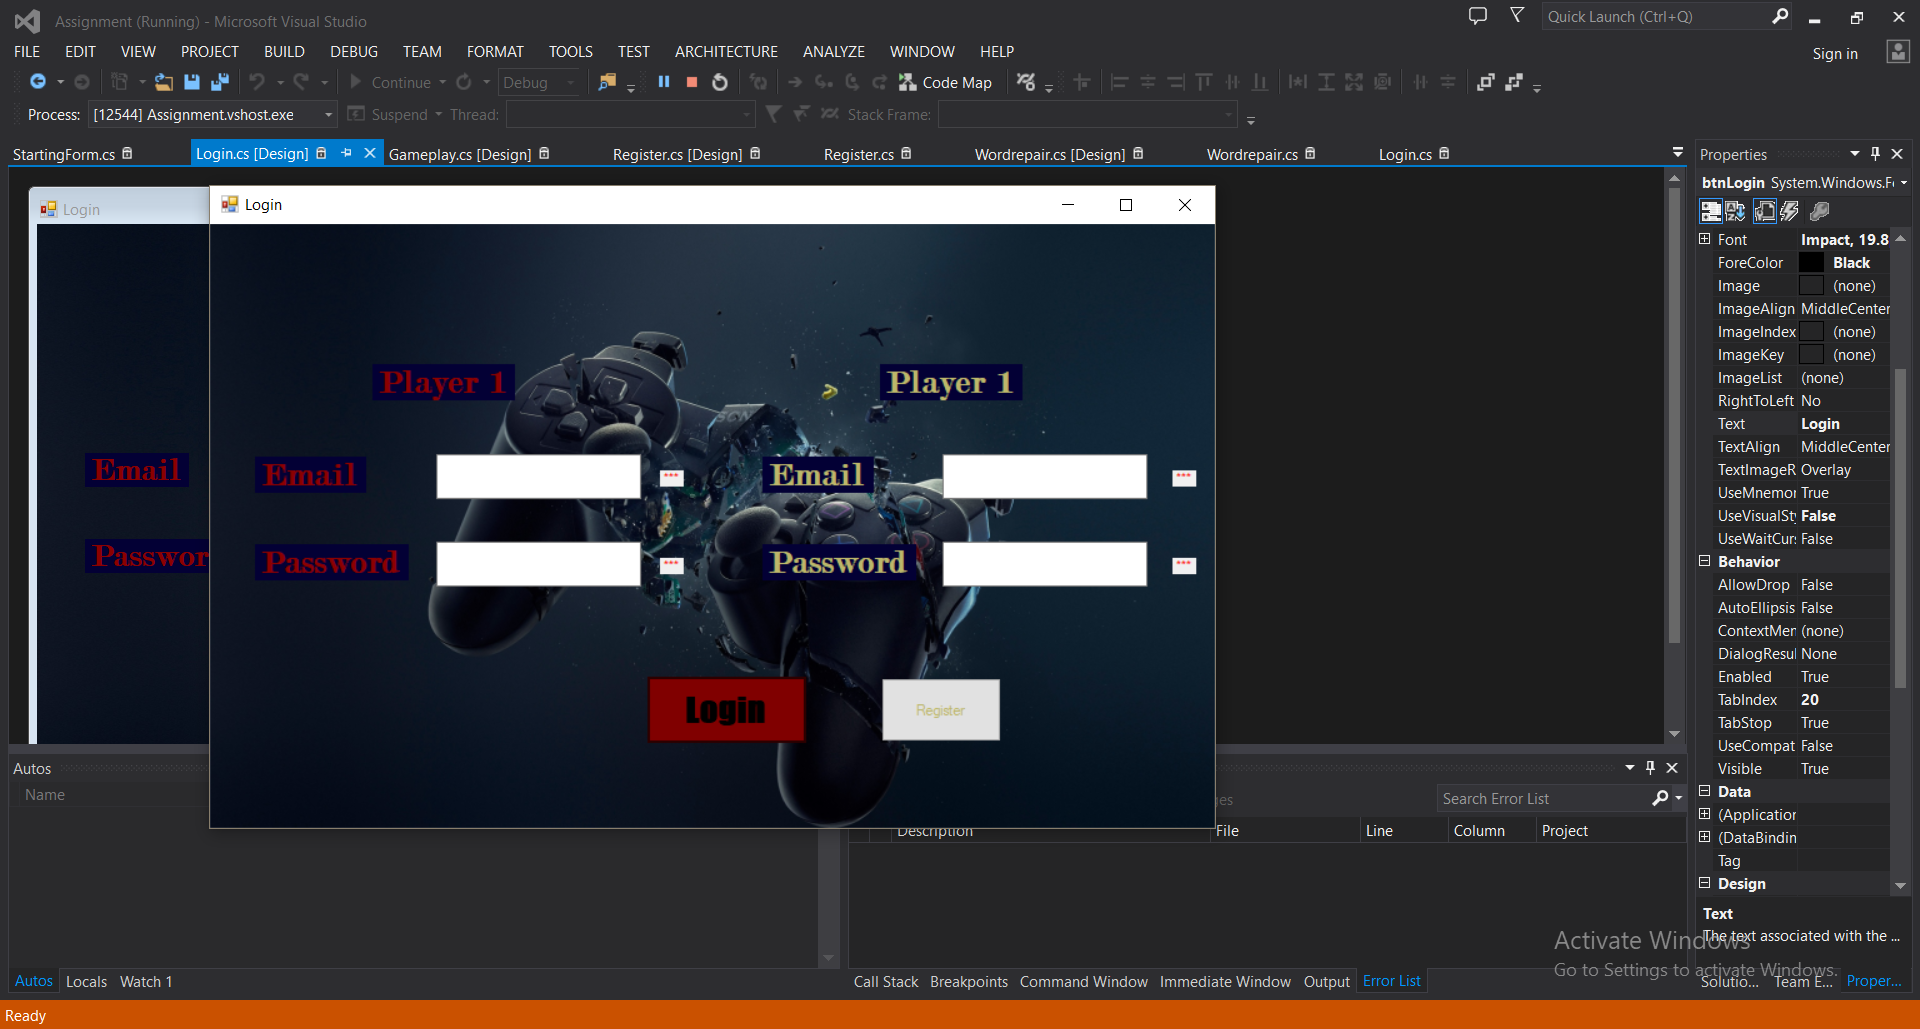 Assignment (Running) - Microsoft Visual Studio
Quick Launch (Ctrl+Q)
FILE EDIT VIEW PROJECT BUILD DEBUG TEAM FORMAT TOOLS TEST ARCHITECTURE ANALYZE WINDOW HELP
Sign in
Continue Debug Code Map
Process: [12544] Assignment.vshost.exe Suspend Thread: Stack Frame:
StartingForm.cs Login.cs [Design] Gameplay.cs [Design] Register.cs [Design] Register.cs Wordrepair.cs [Design] Wordrepair.cs Login.cs
Login
Email
Passwor
Login
Player 1 Player 1
Email *** Email ***
Password *** Password ***
Login Register
Properties
btnLogin System.Windows.F
Font Impact, 19.8
ForeColor Black
Image (none)
ImageAlign MiddleCenter
ImageIndex (none)
ImageKey (none)
ImageList (none)
RightToLeft No
Text Login
TextAlign MiddleCenter
TextImageR Overlay
UseMnemor True
UseVisualSty False
UseWaitCurs False
Behavior
AllowDrop False
AutoEllipsis False
ContextMen (none)
DialogResul None
Enabled True
TabIndex 20
TabStop True
UseCompat False
Visible True
Data
(Application
(DataBindin
Tag
Design
Text
The text associated with the ...
Autos
Name
Autos Locals Watch 1
ges
Search Error List
Description File Line Column Project
Call Stack Breakpoints Command Window Immediate Window Output Error List
Activate Windows
Go to Settings to activate Windows.
Solutio... Team E... Proper...
Ready